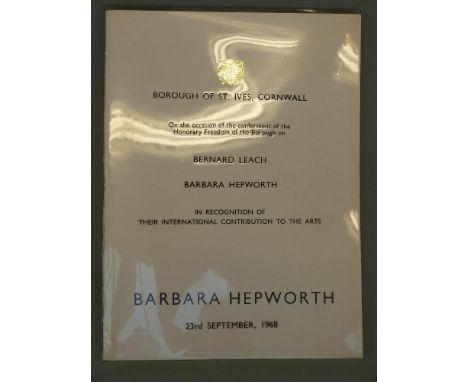 BOROUGH OF ST. IVES, CORNWALL
On the occasion of the conferment of the
Honorary Freedom of the Borough on
BERNARD LEACH
BARBARA HEPWORTH
IN RECOGNITION OF
THEIR INTERNATIONAL CONTRIBUTION TO THE ARTS
BARBARA HEPWORTH
23rd SEPTEMBER, 1968